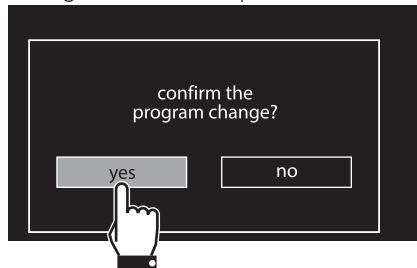 confirm the
program change?
yes
no